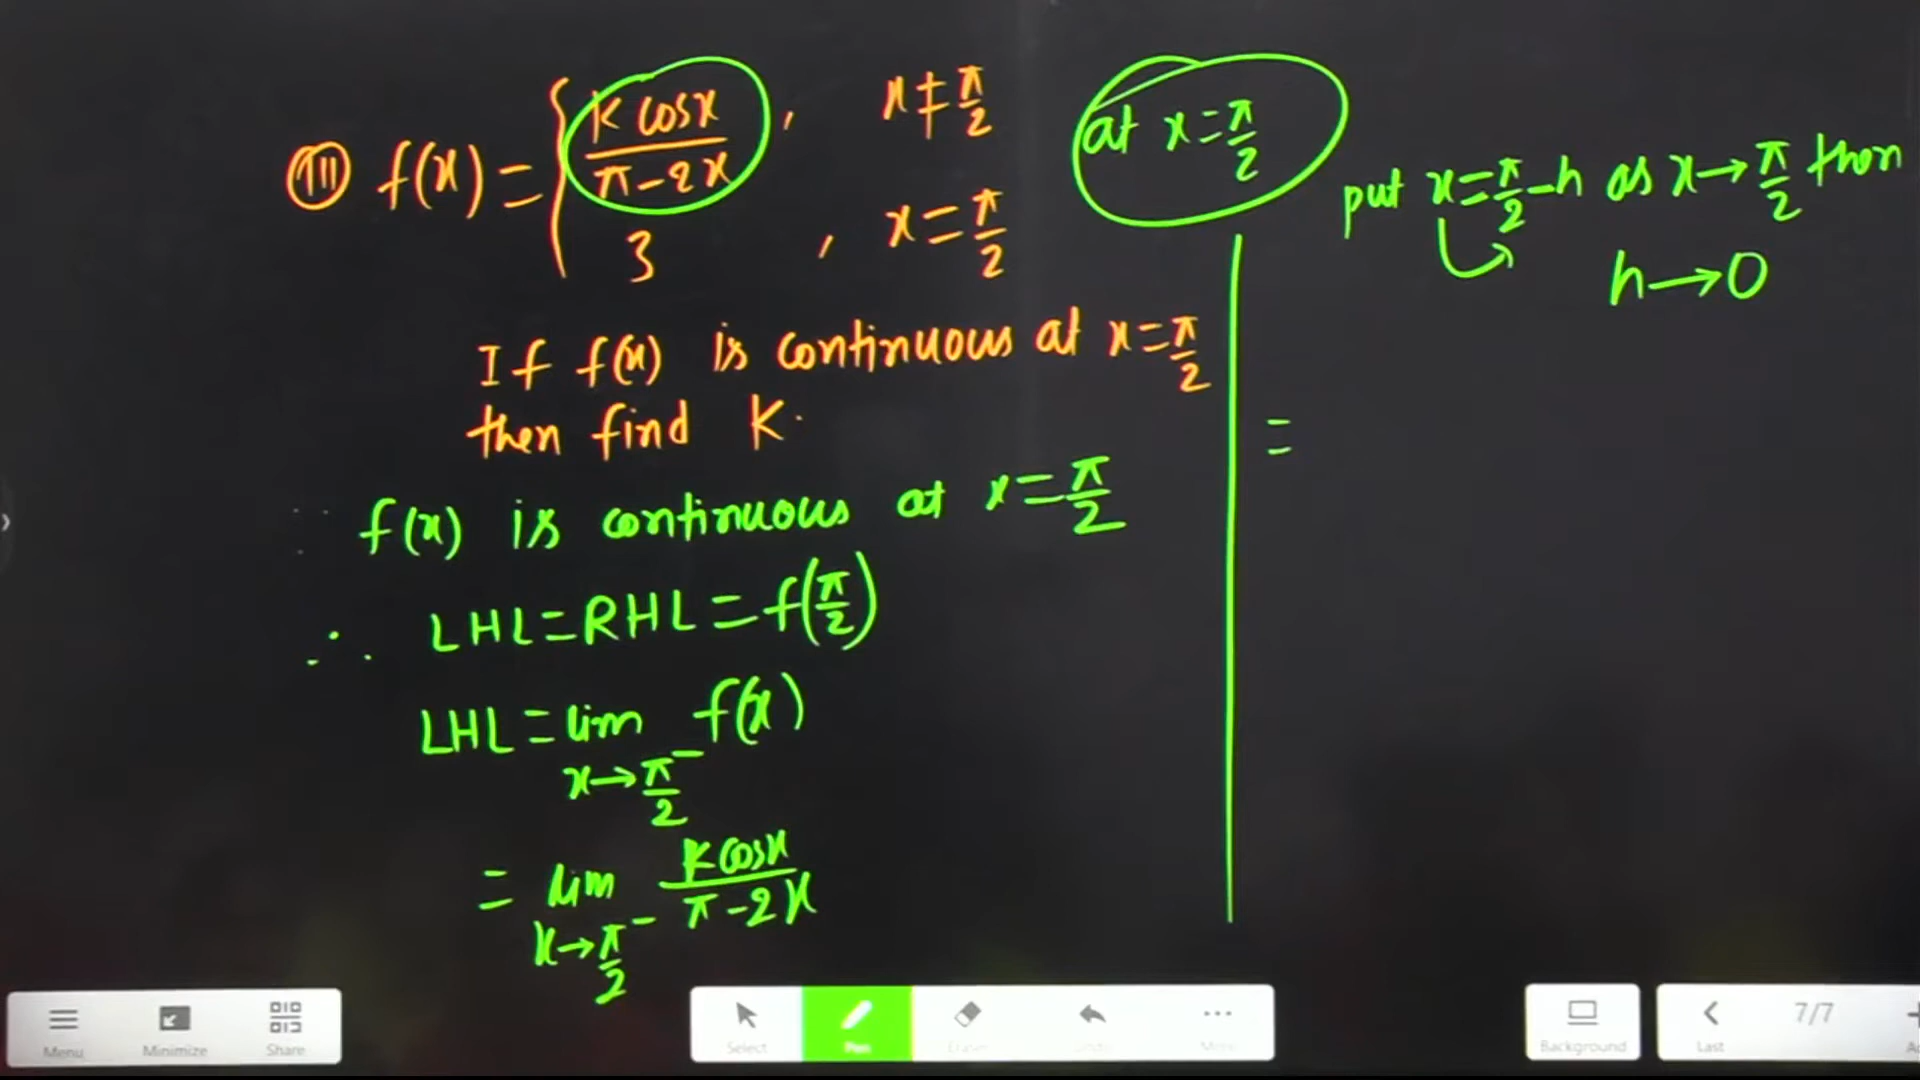 (III) f(x) = { K cosx / π-2x , x ≠ π/2 at x = π/2
3 , x = π/2
If f(x) is continuous at x = π/2
then find K.
∵ f(x) is continuous at x = π/2
∴ LHL = RHL = f(π/2)
LHL = lim x→π/2⁻ f(x)
= lim x→π/2⁻ K cosx / π-2x
put x = π/2 - h as x → π/2 then
h → 0
=
Menu
Minimize
Share
Select
Pen
Eraser
Undo
More
Background
Last
7/7